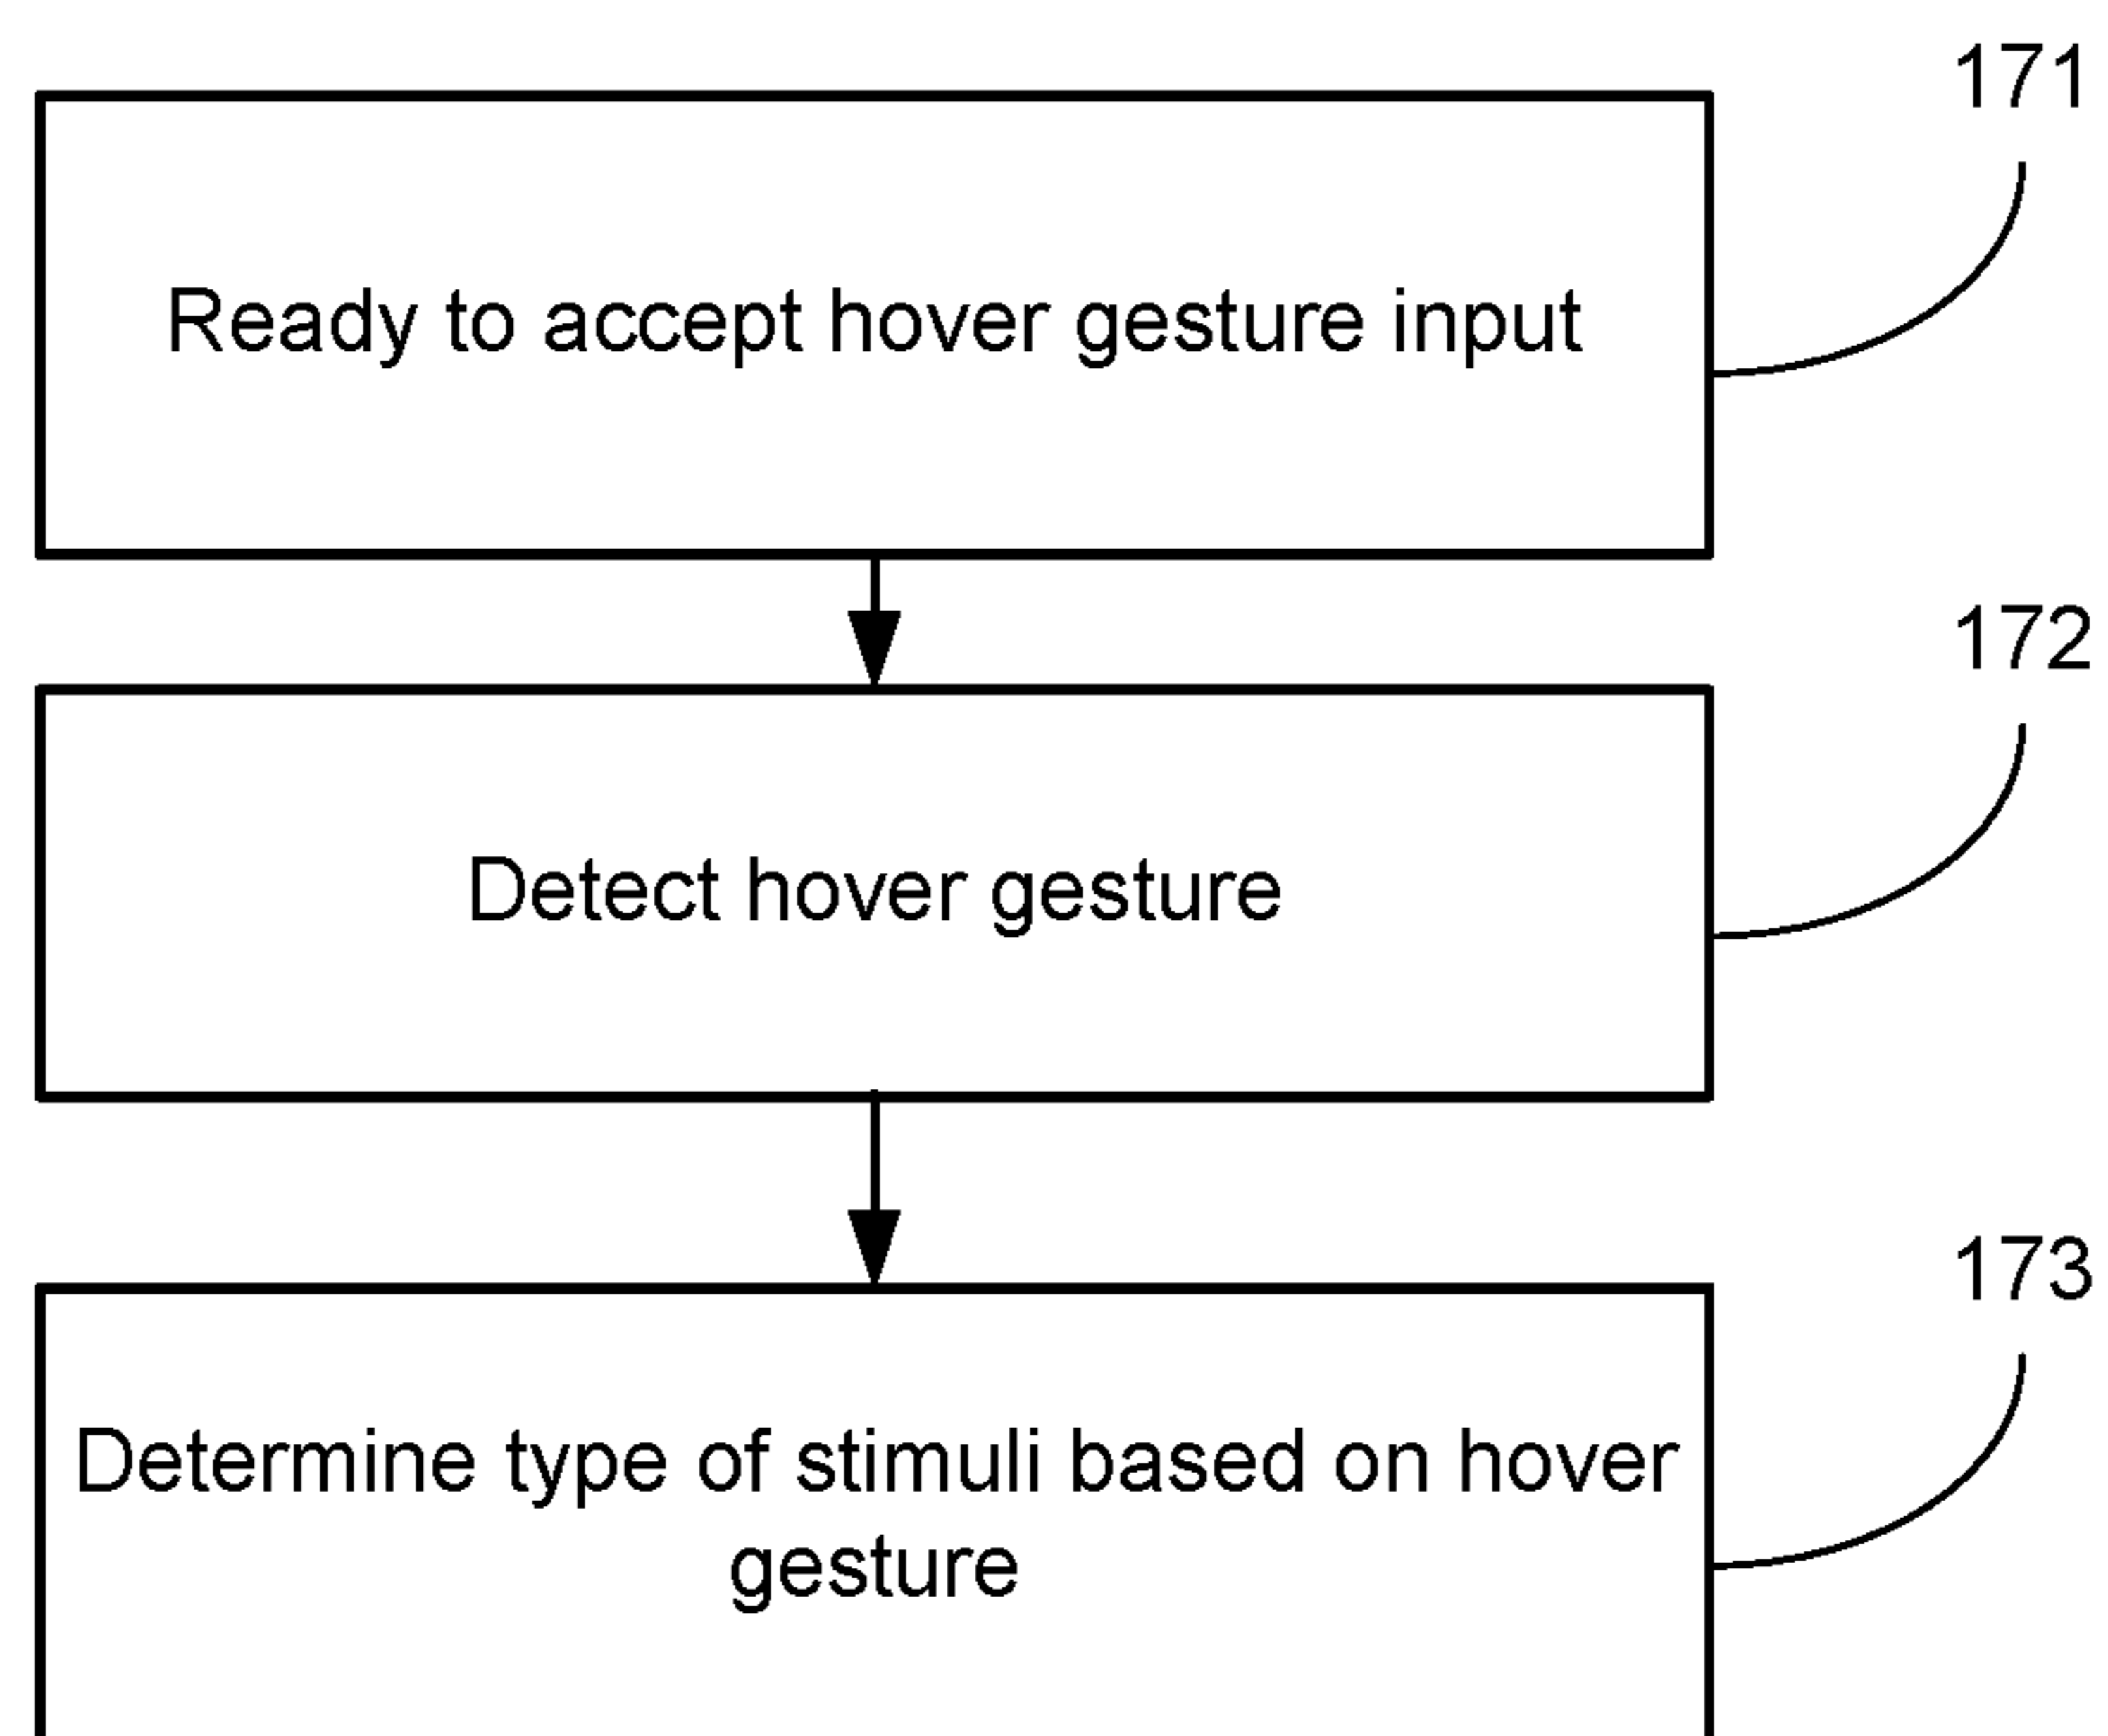 171
Ready to accept hover gesture input
172
Detect hover gesture
173
Determine type of stimuli based on hover
gesture